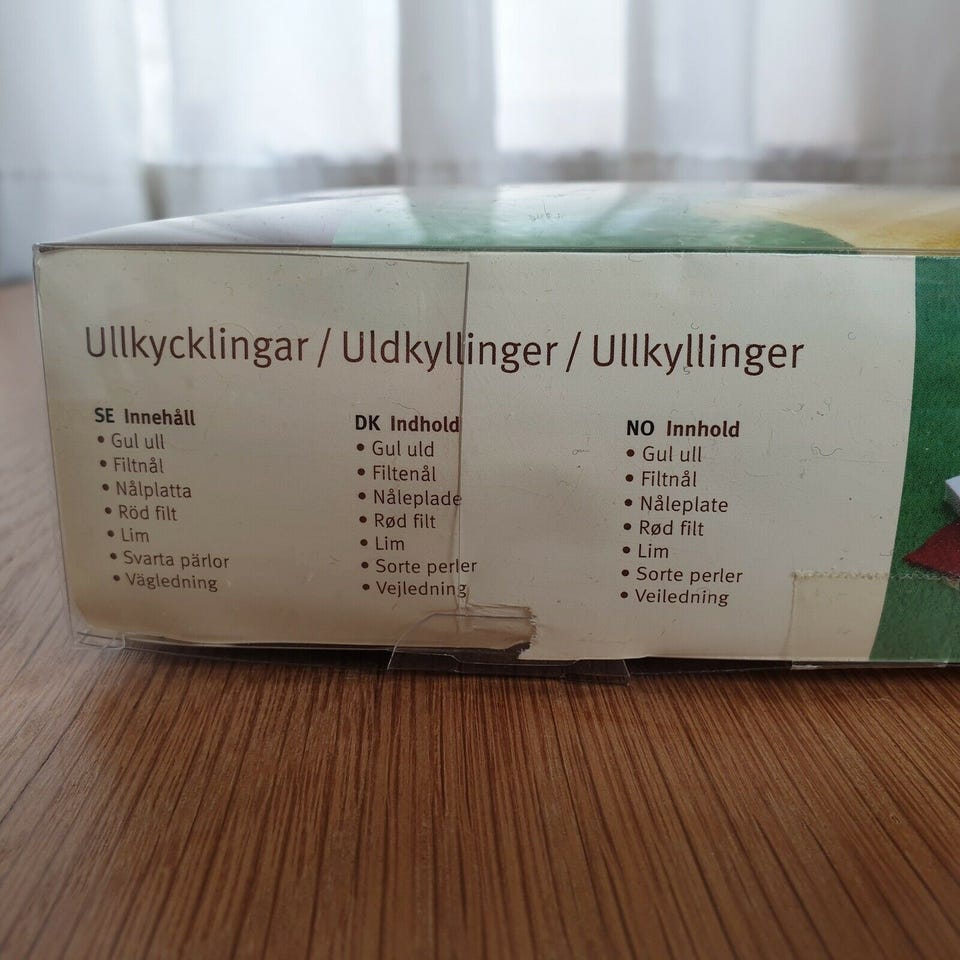 Ullkycklingar / Uldkyllinger / Ullkyllinger
SE Innehåll
• Gul ull
• Filtnål
• Nålplatta
• Röd filt
• Lim
• Svarta pärlor
• Vägledning
DK Indhold
• Gul uld
• Filtenål
• Nåleplade
• Rød filt
• Lim
• Sorte perler
• Vejledning
NO Innhold
• Gul ull
• Filtnål
• Nåleplate
• Rød filt
• Lim
• Sorte perler
• Veiledning